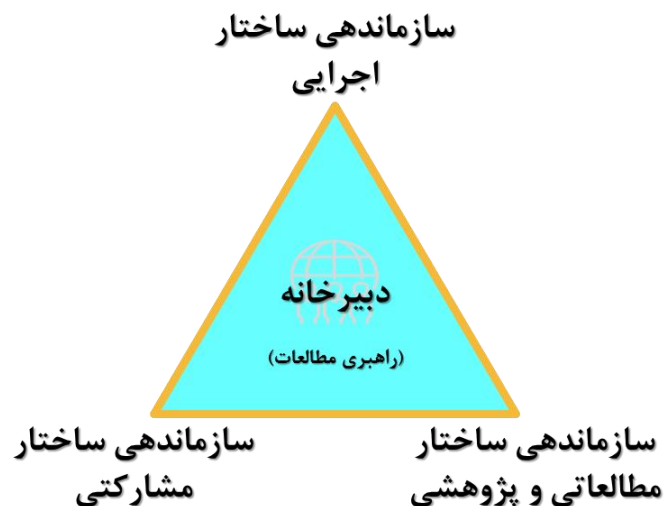 سازماندهی ساختار
اجرایی
دبیرخانه
(راهبری مطالعات)
سازماندهی ساختار
مطالعاتی و پژوهشی
سازماندهی ساختار
مشارکتی